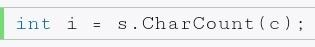 int i = s.CharCount(c);